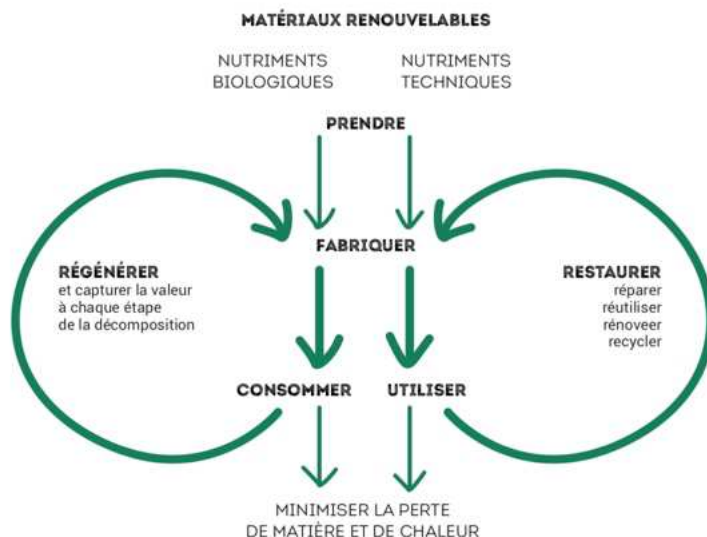 MATÉRIAUX RENOUVELABLES
NUTRIMENTS
BIOLOGIQUES
NUTRIMENTS
TECHNIQUES
PRENDRE
FABRIQUER
RÉGÉNÉRER
et capturer la valeur
à chaque étape
de la décomposition
RESTAURER
réparer
réutiliser
rénoveer
recycler
CONSOMMER
UTILISER
MINIMISER LA PERTE
DE MATIÈRE ET DE CHALEUR